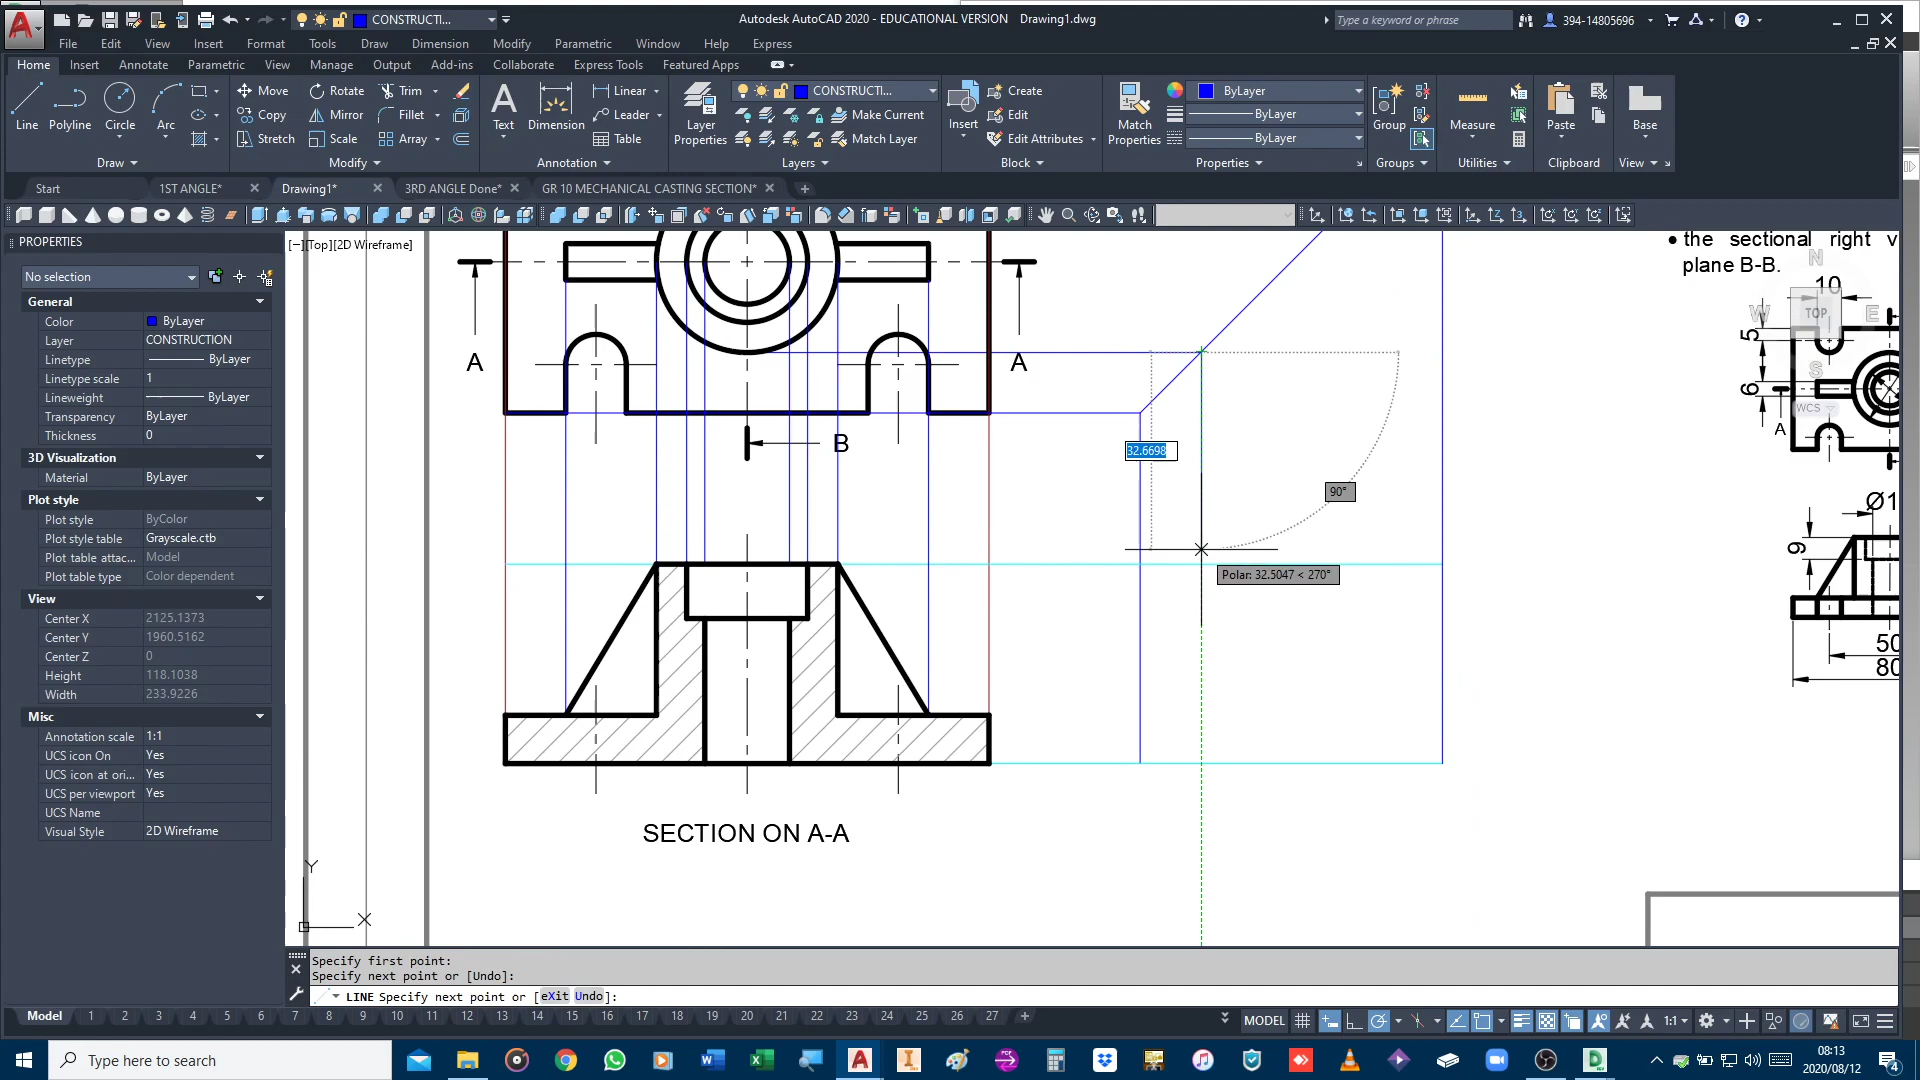 CONSTRUCTI...
Autodesk AutoCAD 2020 - EDUCATIONAL VERSION Drawing1.dwg
Type a keyword or phrase
394-14805696
File Edit View Insert Format Tools Draw Dimension Modify Parametric Window Help Express
Home Insert Annotate Parametric View Manage Output Add-ins Collaborate Express Tools Featured Apps
Line
Polyline
Circle
Arc
Draw
Move
Rotate
Trim
Copy
Mirror
Fillet
Stretch
Scale
Array
Modify
Text
Dimension
Linear
Leader
Table
Annotation
Layer Properties
CONSTRUCTI...
Make Current
Match Layer
Layers
Insert
Create
Edit
Edit Attributes
Block
Match Properties
ByLayer
ByLayer
ByLayer
Properties
Group
Groups
Measure
Utilities
Paste
Clipboard
Base
View
Start
1ST ANGLE*
Drawing1*
3RD ANGLE Done*
GR 10 MECHANICAL CASTING SECTION*
PROPERTIES
No selection
General
Color ByLayer
Layer CONSTRUCTION
Linetype ByLayer
Linetype scale 1
Lineweight ByLayer
Transparency ByLayer
Thickness 0
3D Visualization
Material ByLayer
Plot style
Plot style ByColor
Plot style table Grayscale.ctb
Plot table attac... Model
Plot table type Color dependent
View
Center X 2125.1373
Center Y 1960.5162
Center Z 0
Height 118.1038
Width 233.9226
Misc
Annotation scale 1:1
UCS icon On Yes
UCS icon at ori... Yes
UCS per viewport Yes
UCS Name
Visual Style 2D Wireframe
[−][Top][2D Wireframe]
A
A
B
32.6698
90°
Polar: 32.5047 < 270°
SECTION ON A-A
Y
X
• the sectional right v
plane B-B.
N
W
TOP
E
S
WCS
10
5
6
A
Ø1
9
50
80
Specify first point:
Specify next point or [Undo]:
LINE Specify next point or [eXit Undo]:
Model 1 2 3 4 5 6 7 8 9 10 11 12 13 14 15 16 17 18 19 20 21 22 23 24 25 26 27
MODEL
1:1
Type here to search
08:13
2020/08/12
4